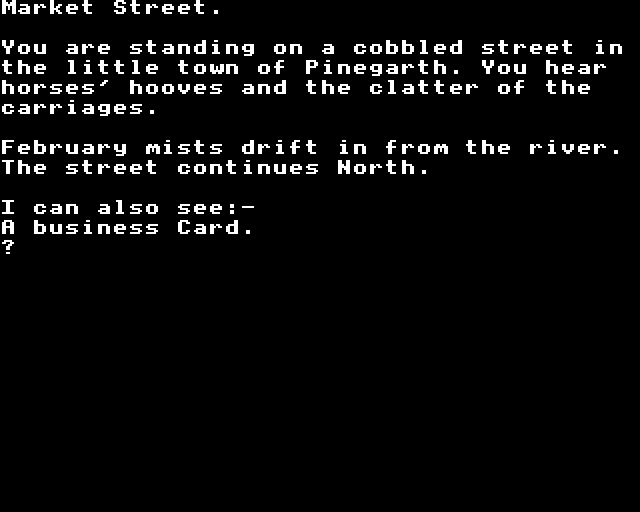 Market Street.
You are standing on a cobbled street in
the little town of Pinegarth. You hear
horses' hooves and the clatter of the
carriages.
February mists drift in from the river.
The street continues North.
I can also see:-
A business Card.
?